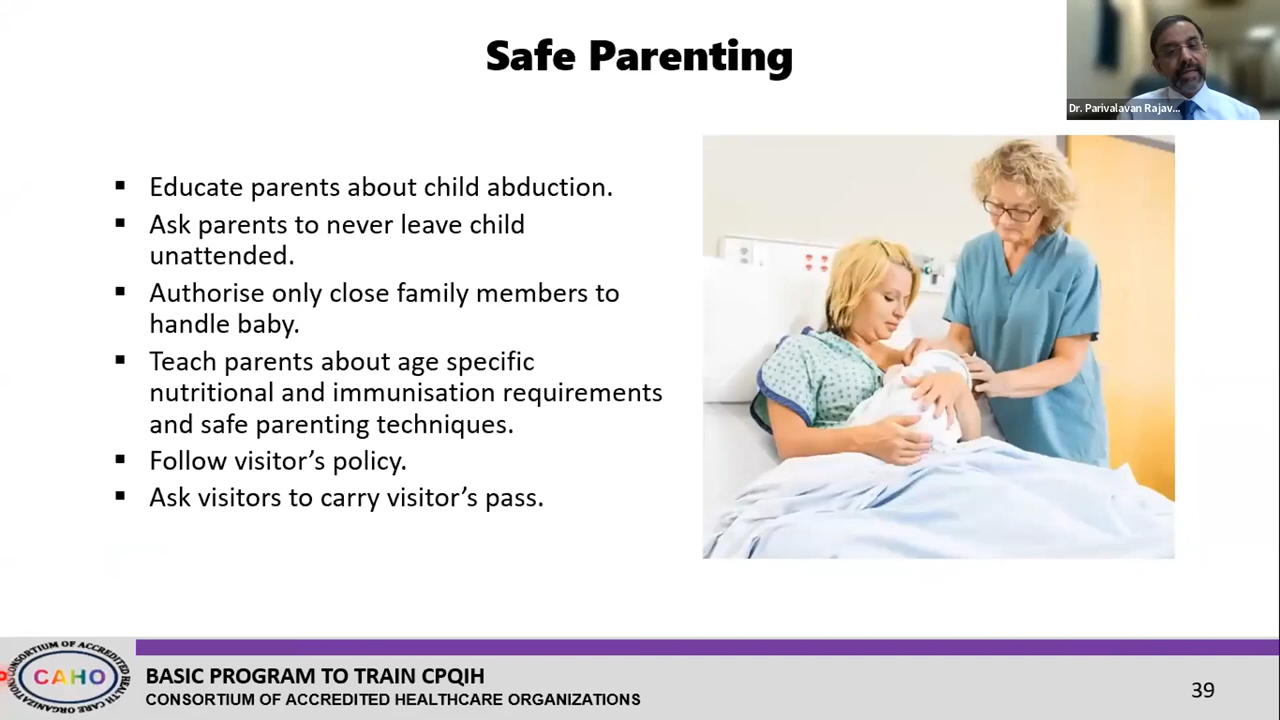 Safe Parenting
Dr. Parivalavan Rajav...
▪ Educate parents about child abduction.
▪ Ask parents to never leave child
unattended.
▪ Authorise only close family members to
handle baby.
▪ Teach parents about age specific
nutritional and immunisation requirements
and safe parenting techniques.
▪ Follow visitor’s policy.
▪ Ask visitors to carry visitor’s pass.
CONSORTIUM OF ACCREDITED HEALTH CARE ORGANIZATIONS
CAHO
BASIC PROGRAM TO TRAIN CPQIH
CONSORTIUM OF ACCREDITED HEALTHCARE ORGANIZATIONS
39